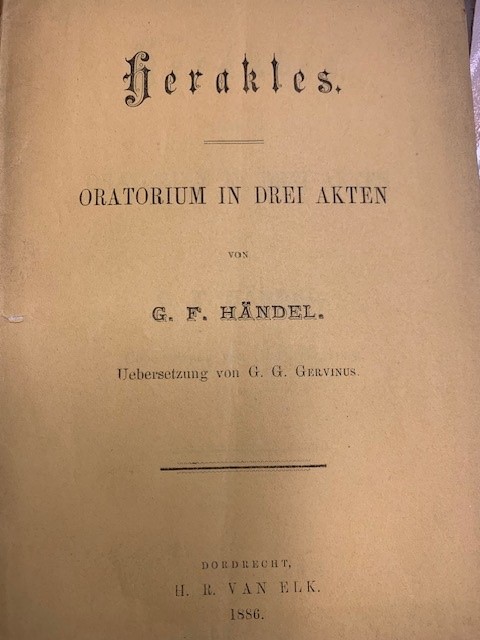 Herakles.
ORATORIUM IN DREI AKTEN
VON
G. F. HÄNDEL.
Uebersetzung von G. G. GERVINUS.
DORDRECHT,
H. R. VAN ELK.
1886.